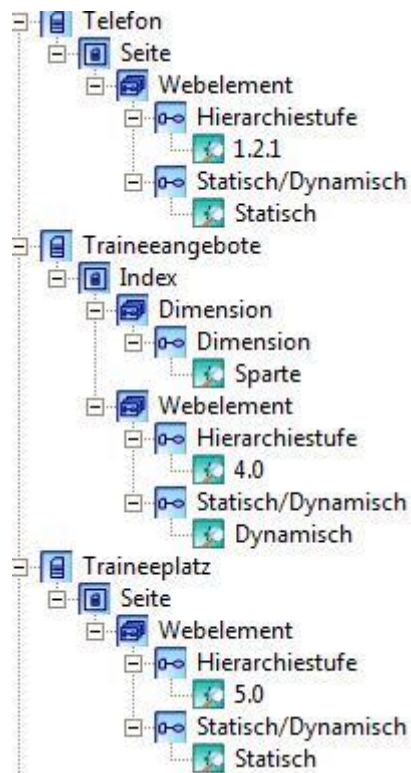 Telefon
Seite
Webelement
Hierarchiestufe
1.2.1
Statisch/Dynamisch
Statisch
Traineeangebote
Index
Dimension
Dimension
Sparte
Webelement
Hierarchiestufe
4.0
Statisch/Dynamisch
Dynamisch
Traineeplatz
Seite
Webelement
Hierarchiestufe
5.0
Statisch/Dynamisch
Statisch